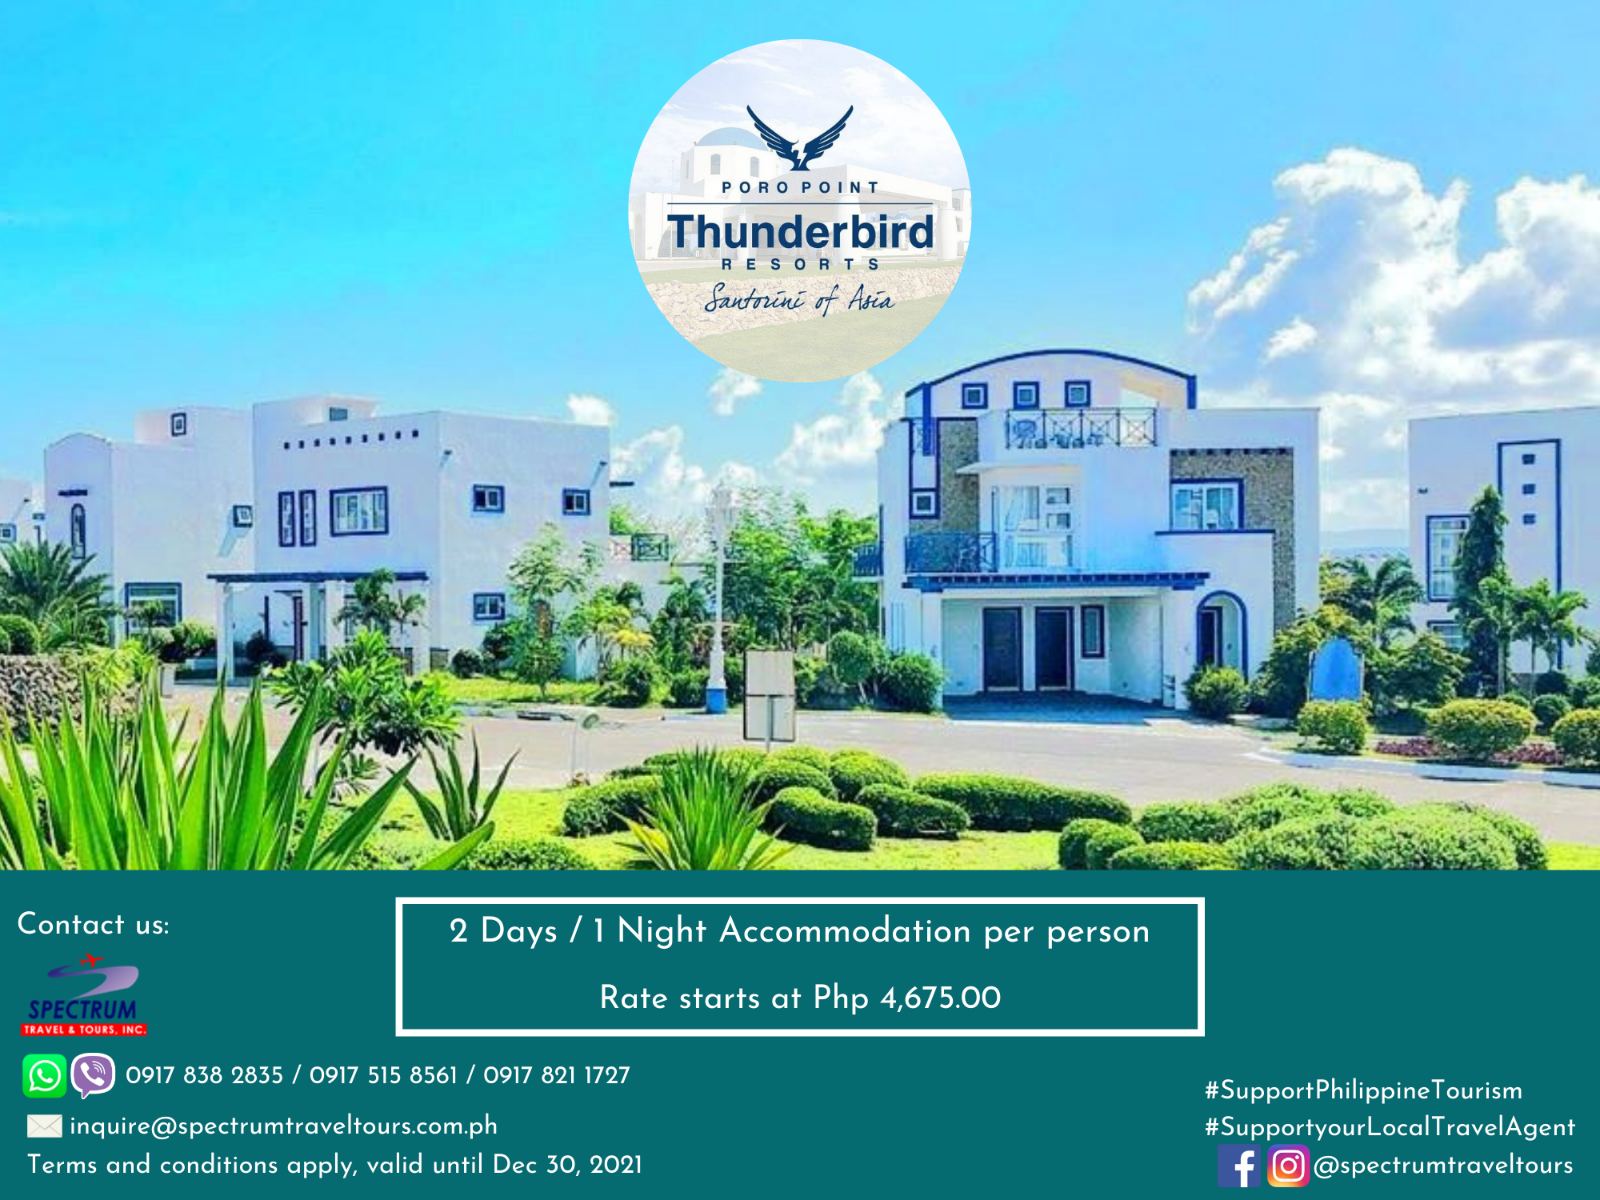 PORO POINT
Thunderbird
RESORTS
Santorini of Asia
Contact us:
SPECTRUM
TRAVEL & TOURS, INC.
2 Days / 1 Night Accommodation per person
Rate starts at Php 4,675.00
0917 838 2835 / 0917 515 8561 / 0917 821 1727
inquire@spectrumtraveltours.com.ph
Terms and conditions apply, valid until Dec 30, 2021
#SupportPhilippineTourism
#SupportyourLocalTravelAgent
@spectrumtraveltours